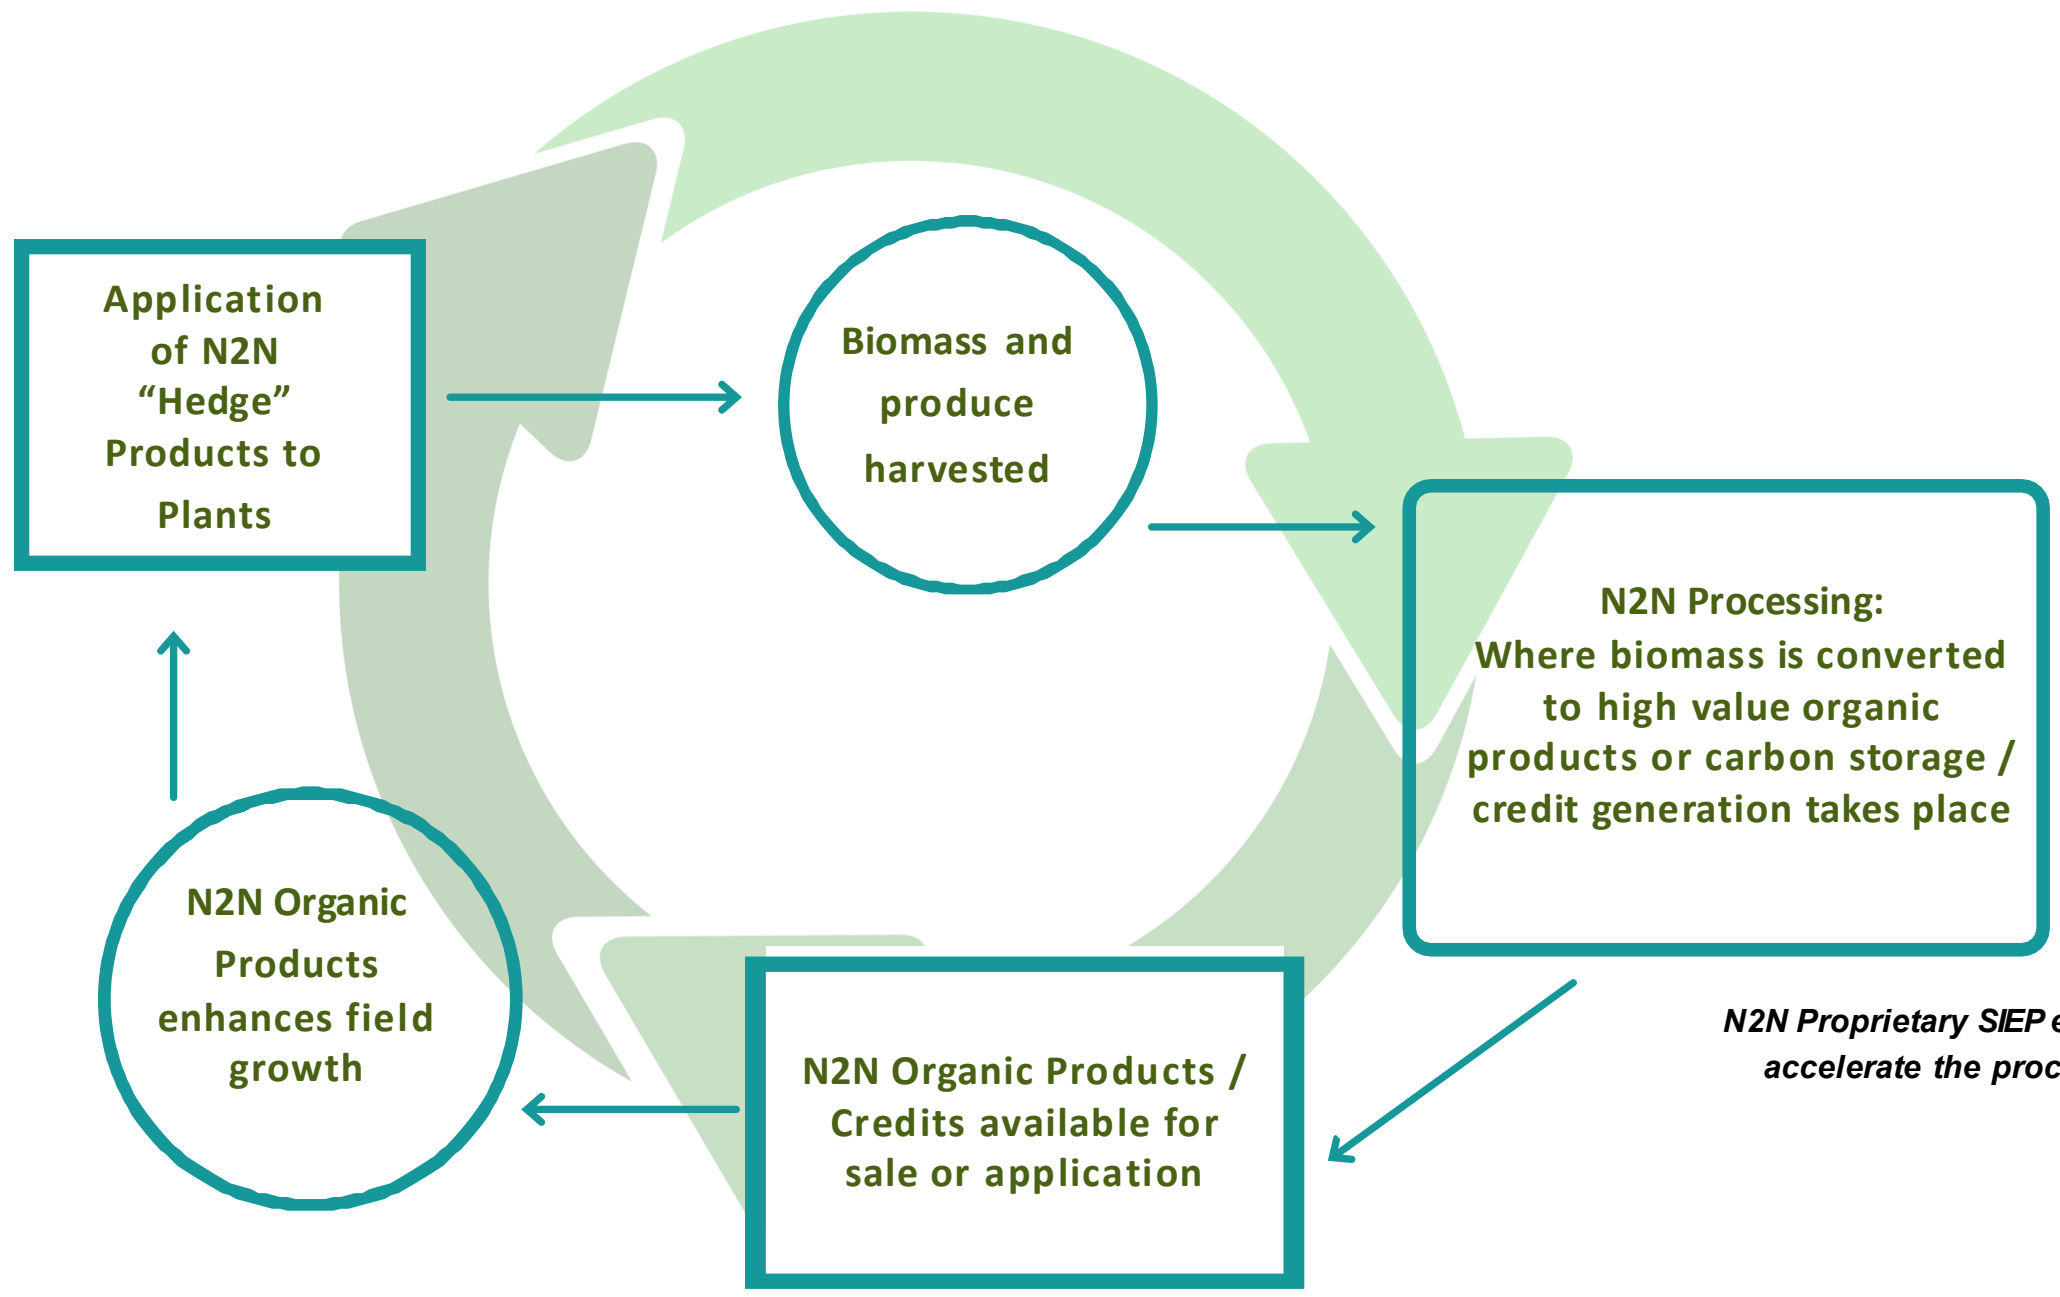 Application
of N2N
“Hedge”
Products to
Plants
Biomass and
produce
harvested
N2N Processing:
Where biomass is converted
to high value organic
products or carbon storage /
credit generation takes place
N2N Proprietary SIEP
accelerate the
N2N Organic Products /
Credits available for
sale or application
N2N Organic
Products
enhances field
growth